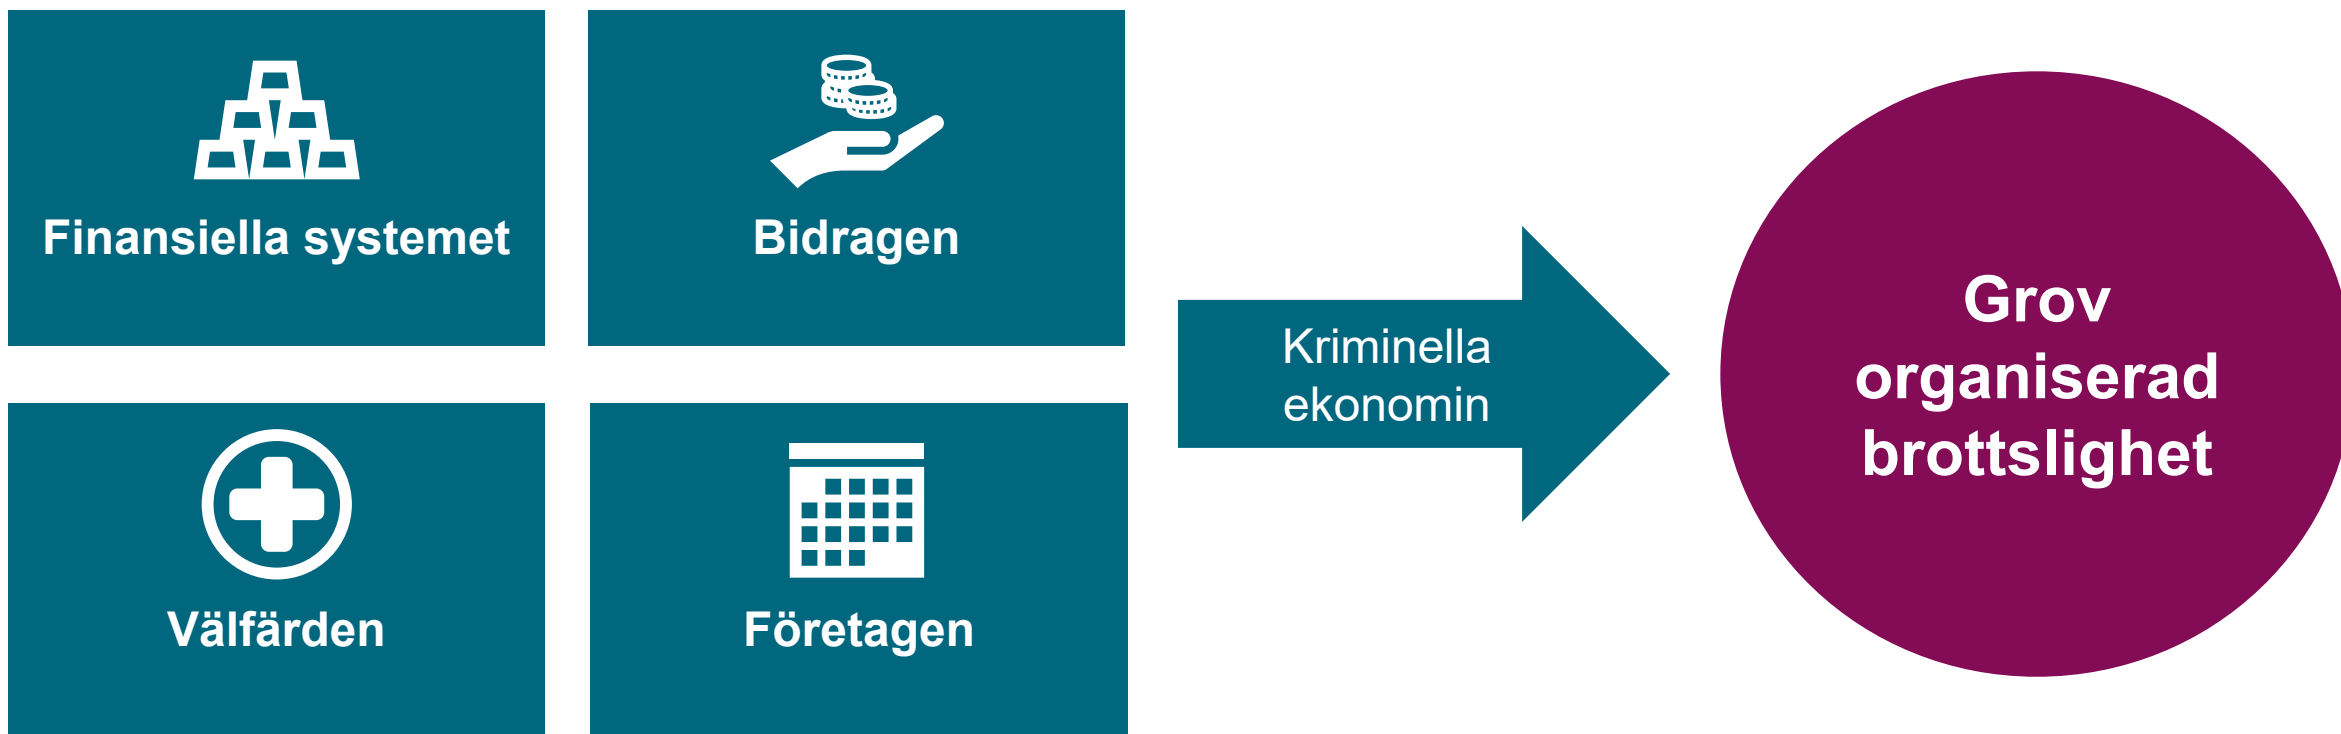 Finansiella systemet
Bidragen
Välfärden
Företagen
Kriminella
ekonomin
Grov
organiserad
brottslighet